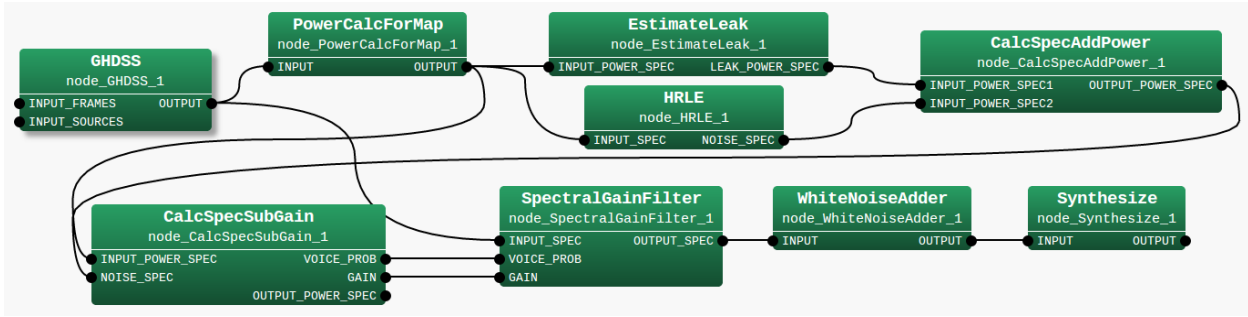 GHDSS
node_GHDSS_1
INPUT_FRAMES OUTPUT
INPUT_SOURCES
PowerCalcForMap
node_PowerCalcForMap_1
INPUT OUTPUT
EstimateLeak
node_EstimateLeak_1
INPUT_POWER_SPEC LEAK_POWER_SPEC
HRLE
node_HRLE_1
INPUT_SPEC NOISE_SPEC
CalcSpecAddPower
node_CalcSpecAddPower_1
INPUT_POWER_SPEC1 OUTPUT_POWER_SPEC
INPUT_POWER_SPEC2
CalcSpecSubGain
node_CalcSpecSubGain_1
INPUT_POWER_SPEC VOICE_PROB
NOISE_SPEC GAIN
OUTPUT_POWER_SPEC
SpectralGainFilter
node_SpectralGainFilter_1
INPUT_SPEC OUTPUT_SPEC
VOICE_PROB
GAIN
WhiteNoiseAdder
node_WhiteNoiseAdder_1
INPUT OUTPUT
Synthesize
node_Synthesize_1
INPUT OUTPUT